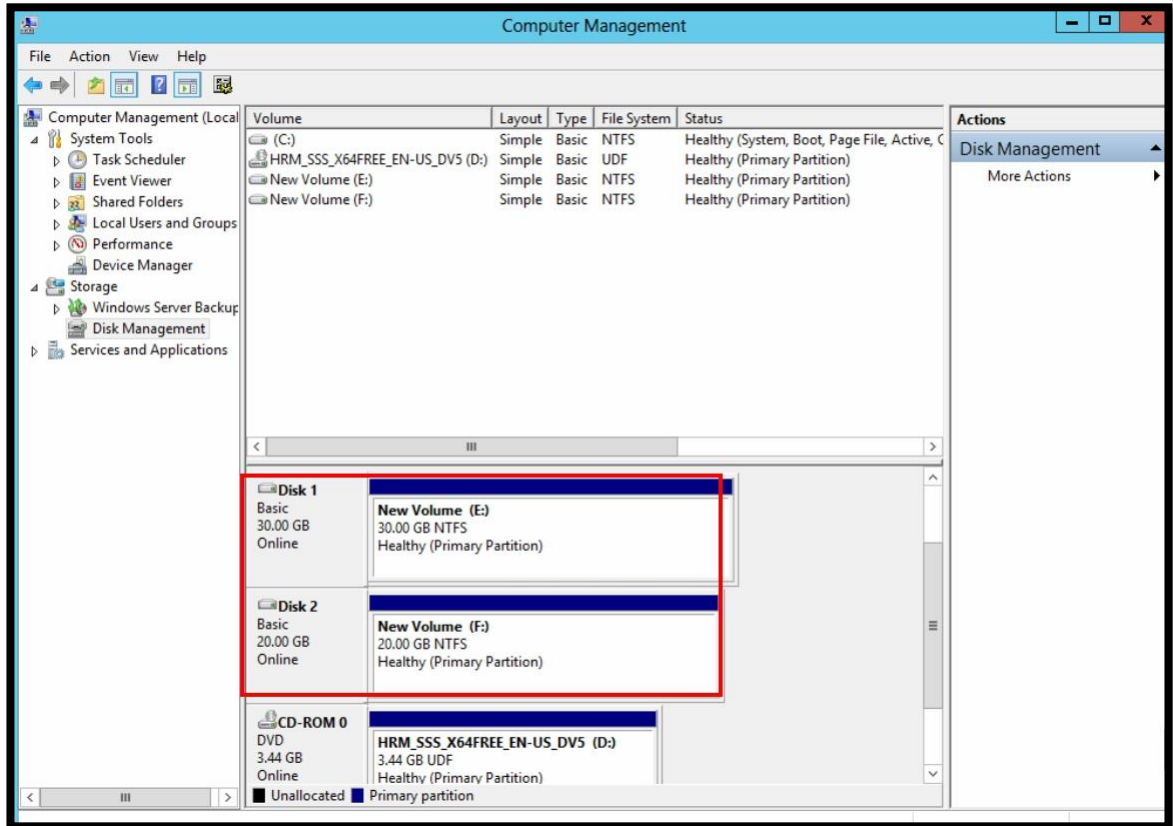 Computer Management
File Action View Help
Computer Management (Local
System Tools
Task Scheduler
Event Viewer
Shared Folders
Local Users and Groups
Performance
Device Manager
Storage
Windows Server Backup
Disk Management
Services and Applications
Volume Layout Type File System Status
(C:) Simple Basic NTFS Healthy (System, Boot, Page File, Active, C
HRM_SSS_X64FREE_EN-US_DV5 (D:) Simple Basic UDF Healthy (Primary Partition)
New Volume (E:) Simple Basic NTFS Healthy (Primary Partition)
New Volume (F:) Simple Basic NTFS Healthy (Primary Partition)
Disk 1
Basic
30.00 GB
Online
New Volume (E:)
30.00 GB NTFS
Healthy (Primary Partition)
Disk 2
Basic
20.00 GB
Online
New Volume (F:)
20.00 GB NTFS
Healthy (Primary Partition)
CD-ROM 0
DVD
3.44 GB
Online
HRM_SSS_X64FREE_EN-US_DV5 (D:)
3.44 GB UDF
Healthy (Primary Partition)
Unallocated Primary partition
Actions
Disk Management
More Actions